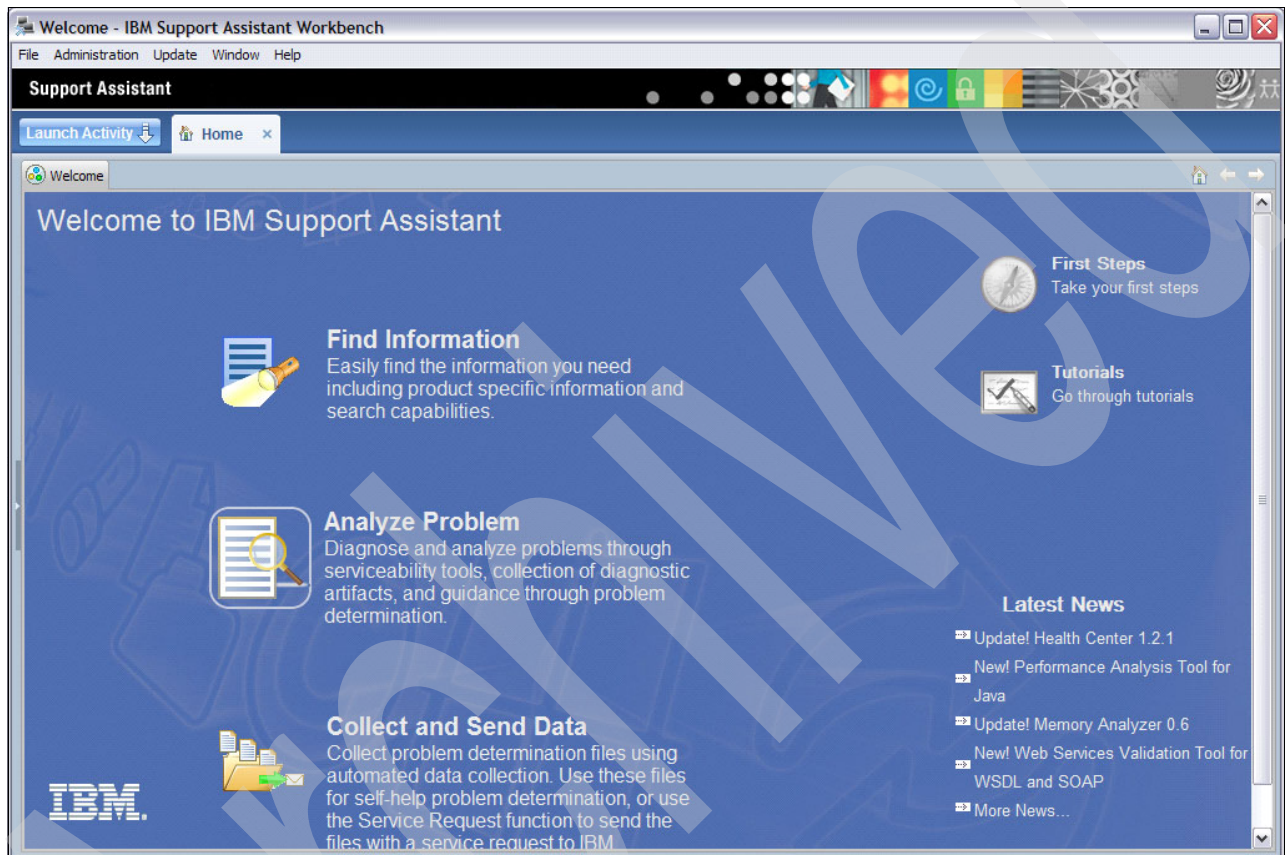 Welcome - IBM Support Assistant Workbench
File Administration Update Window Help
Support Assistant
Launch Activity
Home
Welcome
Welcome to IBM Support Assistant
First Steps
Take your first steps
Find Information
Easily find the information you need
including product specific information and
search capabilities.
Tutorials
Go through tutorials
Analyze Problem
Diagnose and analyze problems through
serviceability tools, collection of diagnostic
artifacts, and guidance through problem
determination.
Latest News
Update! Health Center 1.2.1
New! Performance Analysis Tool for
Java
Update! Memory Analyzer 0.6
New! Web Services Validation Tool for
WSDL and SOAP
More News...
Collect and Send Data
Collect problem determination files using
automated data collection. Use these files
for self-help problem determination, or use
the Service Request function to send the
files with a service request to IBM
IBM.